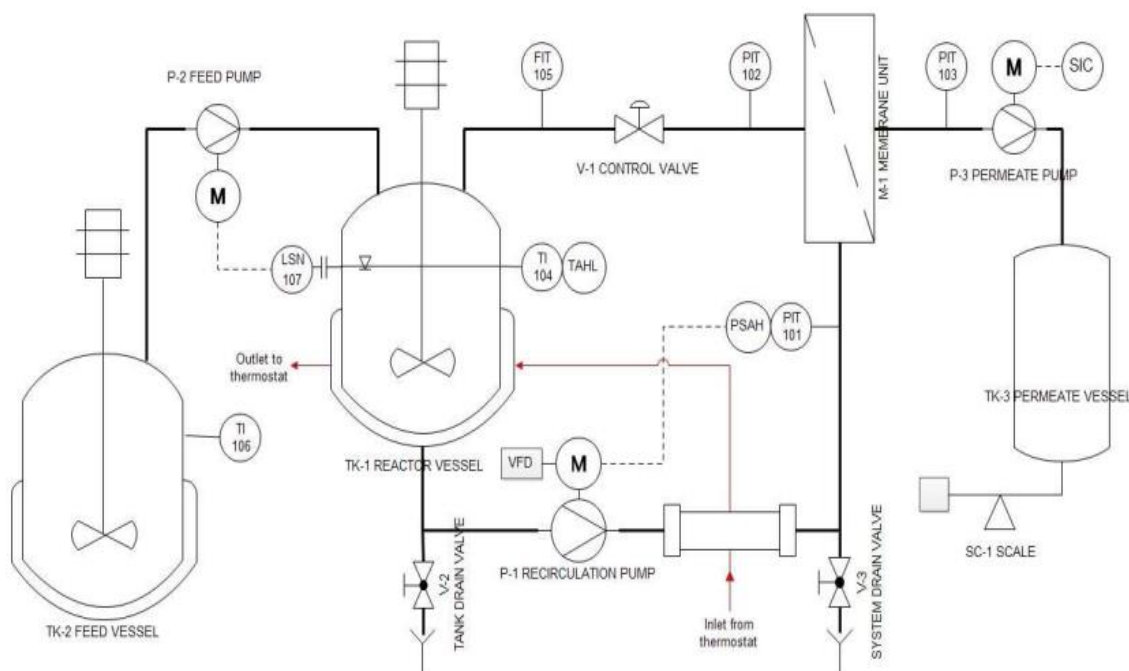 P-2 FEED PUMP
M
FIT
105
PIT
102
V-1 CONTROL VALVE
M-1 MEMBRANE UNIT
PIT
103
M
SIC
P-3 PERMEATE PUMP
LSN
107
TI
104
TAHL
PSAH
PIT
101
Outlet to
thermostat
TI
106
TK-1 REACTOR VESSEL
VFD
M
TK-3 PERMEATE VESSEL
P-1 RECIRCULATION PUMP
SC-1 SCALE
V-2
TANK DRAIN VALVE
V-3
SYSTEM DRAIN VALVE
Inlet from
thermostat
TK-2 FEED VESSEL